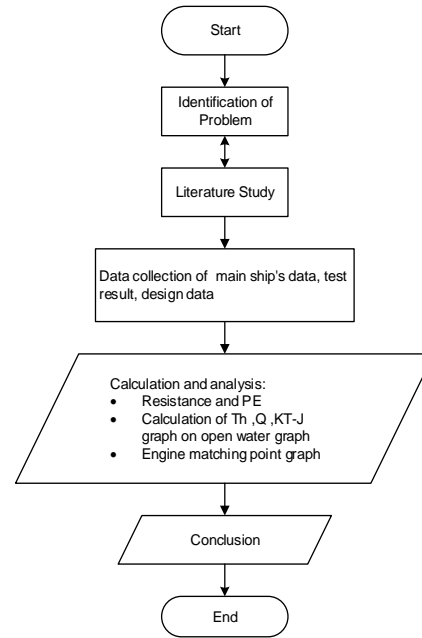 Start
Identification of
Problem
Literature Study
Data collection of main ship's data, test
result, design data
Calculation and analysis:
• Resistance and PE
• Calculation of Th ,Q ,KT-J
graph on open water graph
• Engine matching point graph
Conclusion
End